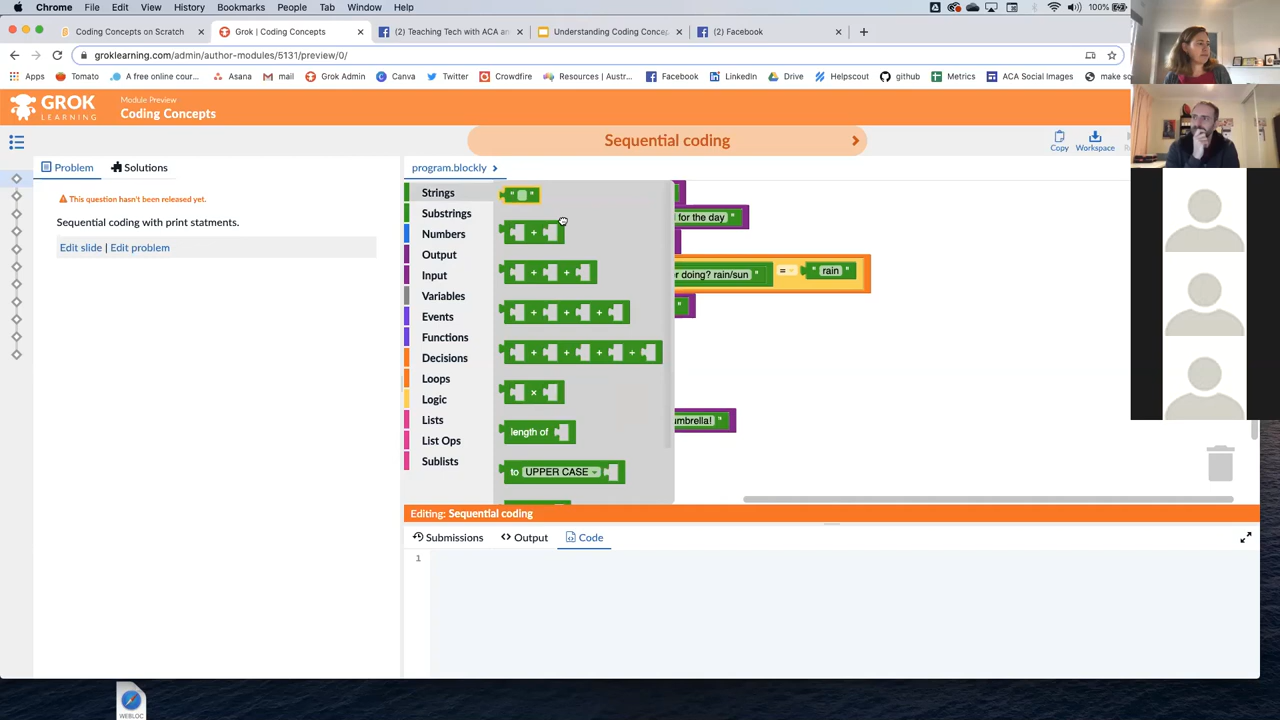 Chrome File Edit View History Bookmarks People Tab Window Help 100%
Coding Concepts on Scratch
Grok | Coding Concepts
(2) Teaching Tech with ACA an
Understanding Coding Conce
(2) Facebook
groklearning.com/admin/author-modules/5131/preview/0/
Apps Tomato A free online cour... Asana mail Grok Admin Canva Twitter Crowdfire Resources | Austr... Facebook LinkedIn Drive Helpscout github Metrics ACA Social Images make sc
GROK
LEARNING
Module Preview
Coding Concepts
Sequential coding
Copy
Workspace
Problem
Solutions
program.blockly
This question hasn't been released yet.
Sequential coding with print statments.
Edit slide | Edit problem
Strings
Substrings
Numbers
Output
Input
Variables
Events
Functions
Decisions
Loops
Logic
Lists
List Ops
Sublists
" "
+
+ +
+ + +
+ + + +
×
length of
to UPPER CASE
for the day "
r doing? rain/sun " = " rain "
"
umbrella! "
Editing: Sequential coding
Submissions
Output
Code
1
WEBLOC